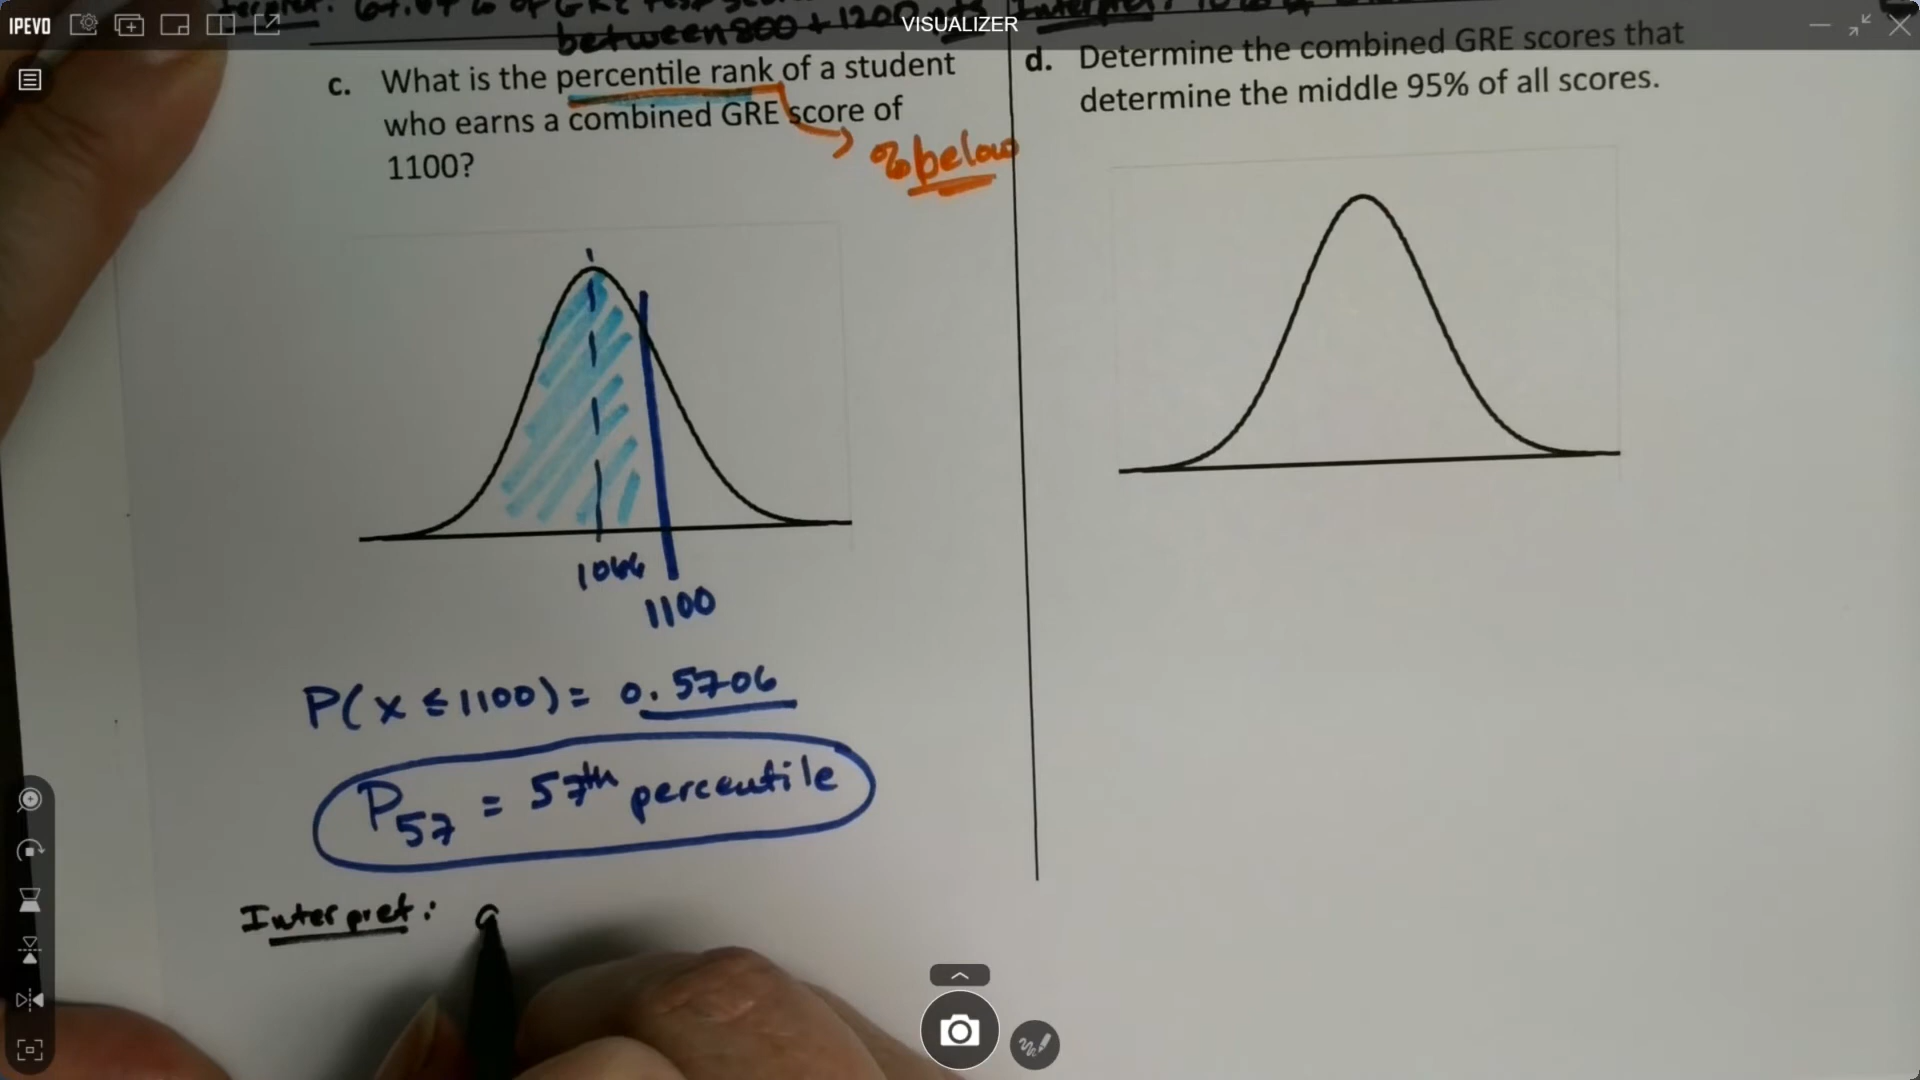 IPEVO
VISUALIZER
between 800 + 1200
c. What is the percentile rank of a student
who earns a combined GRE score of
1100?
% below
1066
1100
P(x ≤ 1100) = 0.5706
P57 = 57th percentile
Interpret: a
d. Determine the combined GRE scores that
determine the middle 95% of all scores.